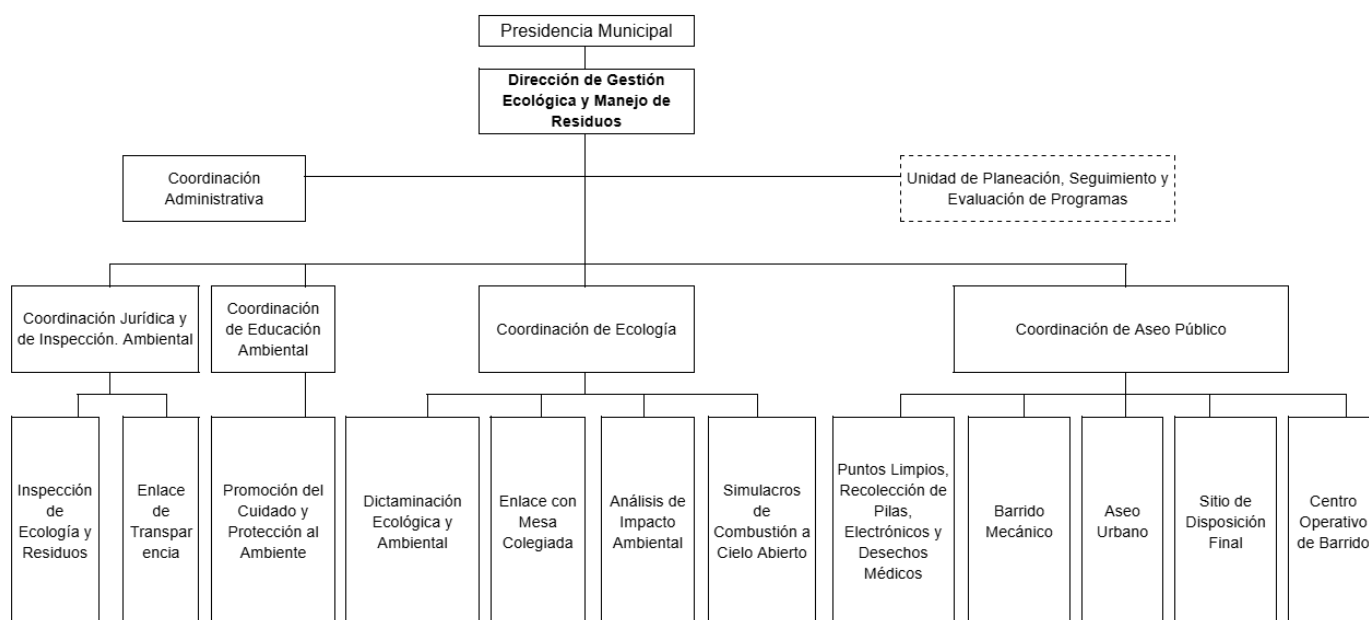 Presidencia Municipal
Dirección de Gestión
Ecológica y Manejo de
Residuos
Coordinación
Administrativa
Unidad de Planeación, Seguimiento y
Evaluación de Programas
Coordinación Jurídica y
de Inspección. Ambiental
Coordinación
de Educación
Ambiental
Coordinación de Ecología
Coordinación de Aseo Público
Inspección
de
Ecología y
Residuos
Enlace
de
Transpar
encia
Promoción del
Cuidado y
Protección al
Ambiente
Dictaminación
Ecológica y
Ambiental
Enlace con
Mesa
Colegiada
Análisis de
Impacto
Ambiental
Simulacros
de
Combustión a
Cielo Abierto
Puntos Limpios,
Recolección de
Pilas,
Electrónicos y
Desechos
Médicos
Barrido
Mecánico
Aseo
Urbano
Sitio de
Disposición
Final
Centro
Operativo
de Barrido